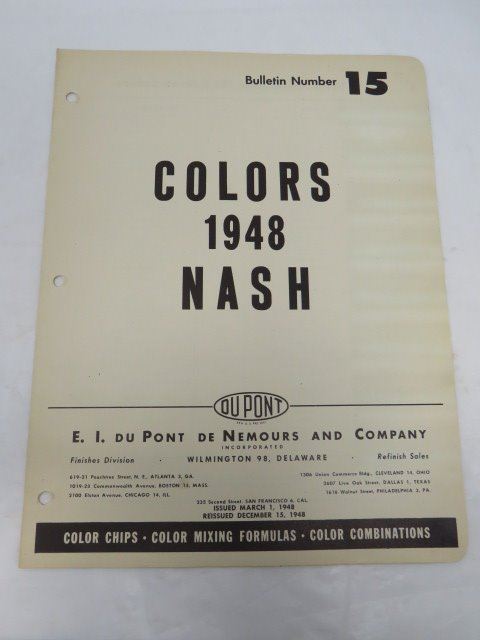 Bulletin Number 15
COLORS
1948
NASH
DU PONT
E. I. DU PONT DE NEMOURS AND COMPANY
INCORPORATED
Finishes Division · WILMINGTON 98, DELAWARE · Refinish Sales
619-21 Peachtree Street, N. E., ATLANTA 3, GA.
1306 Union Commerce Bldg., CLEVELAND 14, OHIO
1019-25 Commonwealth Avenue, BOSTON 15, MASS.
2607 Live Oak Street, DALLAS 1, TEXAS
2100 Elston Avenue, CHICAGO 14, ILL.
1616 Walnut Street, PHILADELPHIA 3, PA.
235 Second Street, SAN FRANCISCO 6, CAL.
ISSUED MARCH 1, 1948
REISSUED DECEMBER 15, 1948
COLOR CHIPS · COLOR MIXING FORMULAS · COLOR COMBINATIONS